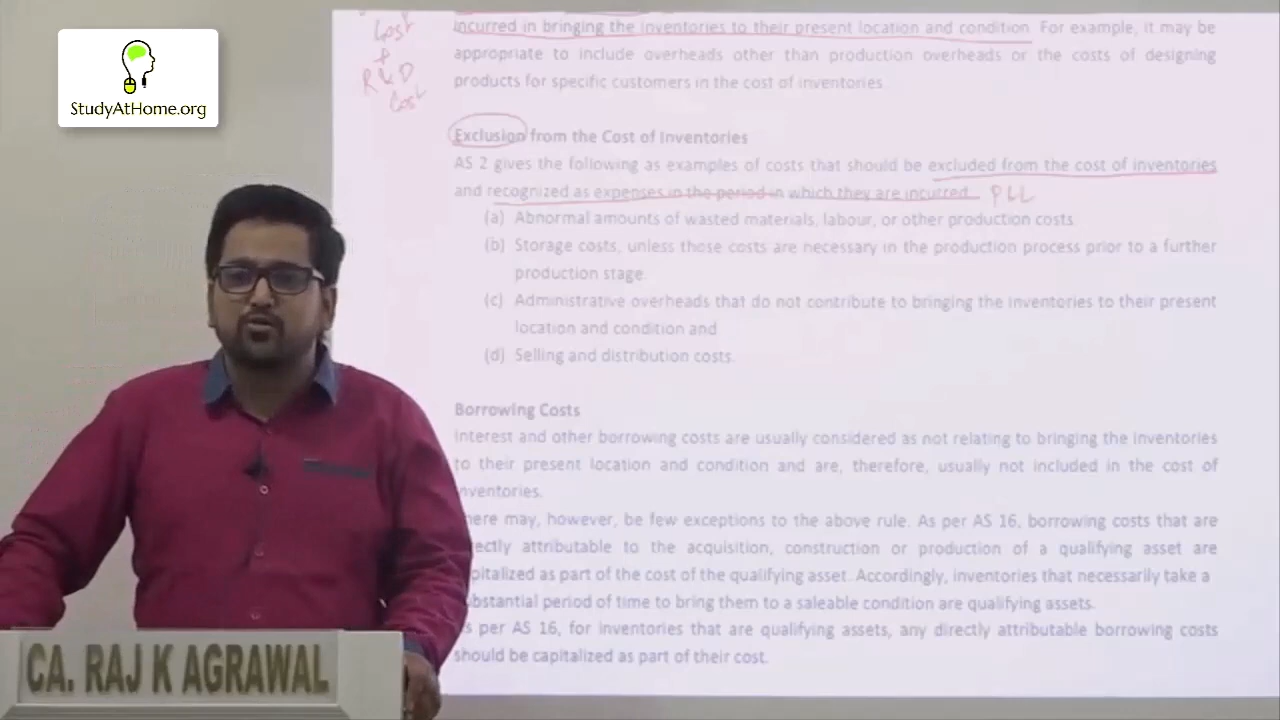 StudyAtHome.org
Cost
+
R & D
Cost
incurred in bringing the inventories to their present location and condition. For example, it may be
appropriate to include overheads other than production overheads or the costs of designing
products for specific customers in the cost of inventories.
Exclusion from the Cost of Inventories
AS 2 gives the following as examples of costs that should be excluded from the cost of inventories
and recognized as expenses in the period in which they are incurred. P&L
(a) Abnormal amounts of wasted materials, labour, or other production costs
(b) Storage costs, unless those costs are necessary in the production process prior to a further
production stage
(c) Administrative overheads that do not contribute to bringing the inventories to their present
location and condition and
(d) Selling and distribution costs.
Borrowing Costs
Interest and other borrowing costs are usually considered as not relating to bringing the inventories
to their present location and condition and are, therefore, usually not included in the cost of
nventories.
here may, however, be few exceptions to the above rule. As per AS 16, borrowing costs that are
rectly attributable to the acquisition, construction or production of a qualifying asset are
pitalized as part of the cost of the qualifying asset. Accordingly, inventories that necessarily take a
bstantial period of time to bring them to a saleable condition are qualifying assets.
s per AS 16, for inventories that are qualifying assets, any directly attributable borrowing costs
should be capitalized as part of their cost.
CA. RAJ K AGRAWAL